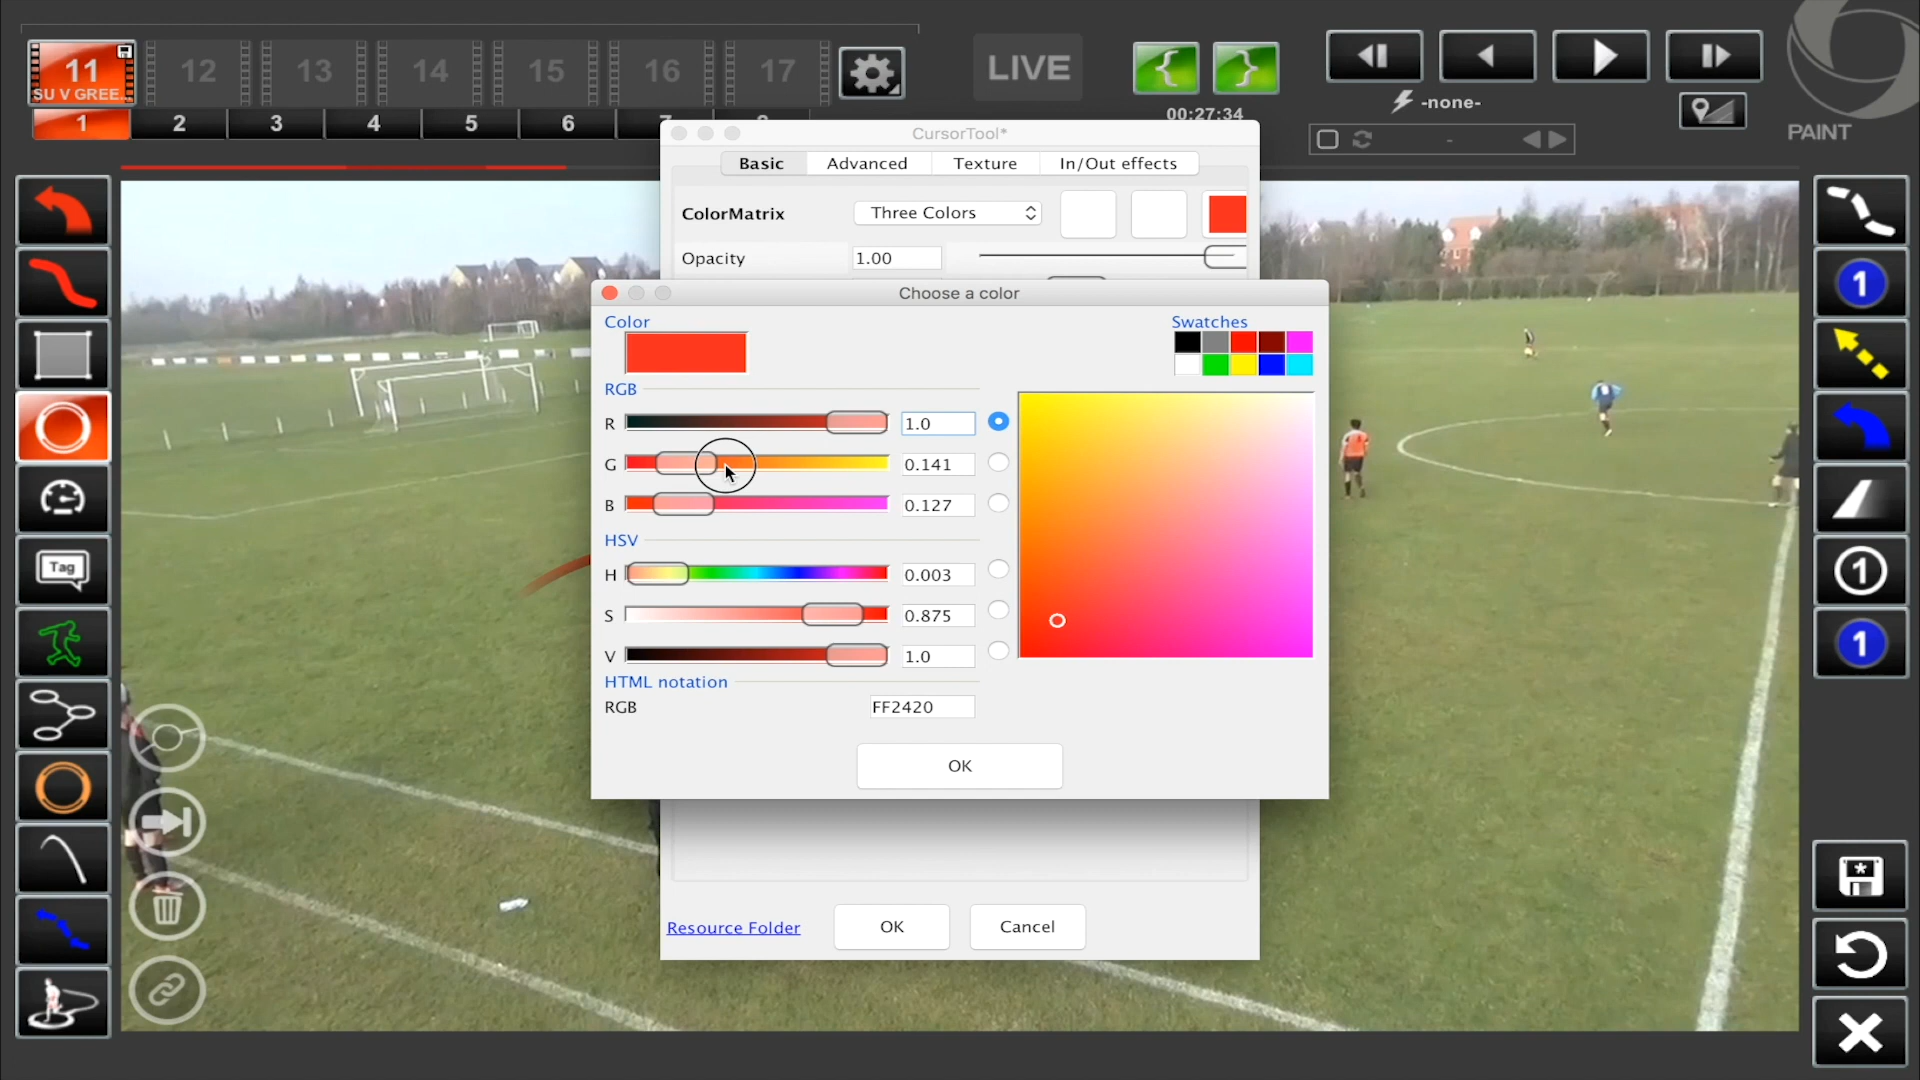 11
SU V GREE...
12
13
14
15
16
17
LIVE
00:27:34
-none-
PAINT
1
2
3
4
5
6
CursorTool*
Basic
Advanced
Texture
In/Out effects
ColorMatrix
Three Colors
Opacity
1.00
Choose a color
Color
Swatches
RGB
R
1.0
G
0.141
B
0.127
HSV
H
0.003
S
0.875
V
1.0
HTML notation
RGB
FF2420
OK
Resource Folder
OK
Cancel
Tag
1
1
1